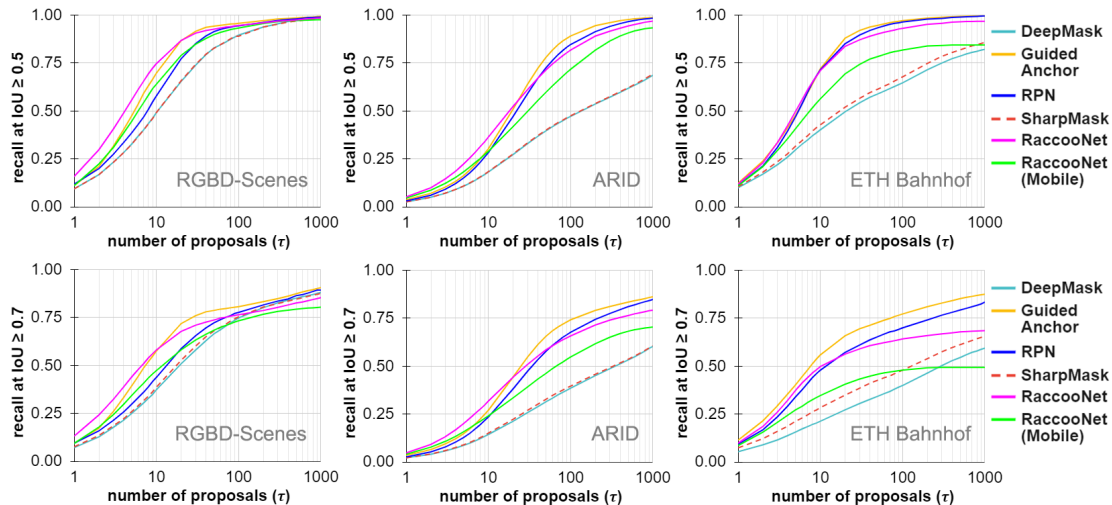 recall at IoU ≥ 0.5
1.00
0.75
0.50
0.25
0.00
RGBD-Scenes
1
10
100
1000
number of proposals (τ)
recall at IoU ≥ 0.5
1.00
0.75
0.50
0.25
0.00
ARID
1
10
100
1000
number of proposals (τ)
recall at IoU ≥ 0.5
1.00
0.75
0.50
0.25
0.00
ETH Bahnhof
1
10
100
1000
number of proposals (τ)
DeepMask
Guided
Anchor
RPN
SharpMask
RaccooNet
RaccooNet
(Mobile)
recall at IoU ≥ 0.7
1.00
0.75
0.50
0.25
0.00
RGBD-Scenes
1
10
100
1000
number of proposals (τ)
recall at IoU ≥ 0.7
1.00
0.75
0.50
0.25
0.00
ARID
1
10
100
1000
number of proposals (τ)
recall at IoU ≥ 0.7
1.00
0.75
0.50
0.25
0.00
ETH Bahnhof
1
10
100
1000
number of proposals (τ)
DeepMask
Guided
Anchor
RPN
SharpMask
RaccooNet
RaccooNet
(Mobile)